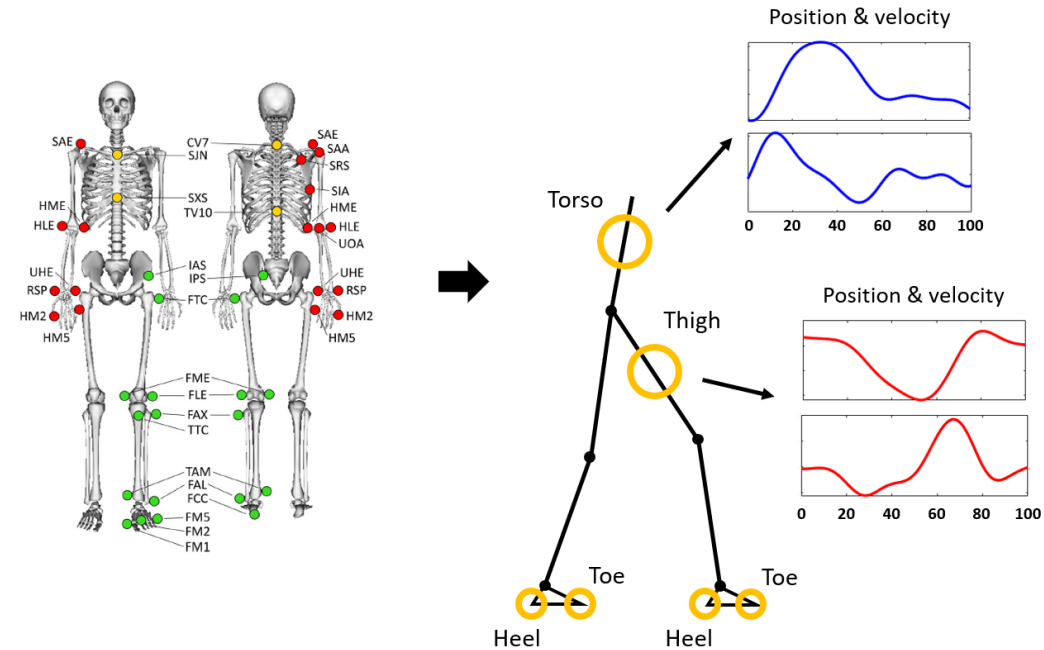 SAE
CV7
SJN
SAE
SAA
SRS
SXS
SIA
TV10
HME
HLE
HME
HLE
UOA
IAS
IPS
UHE
RSP
FTC
UHE
RSP
HM2
HM5
HM2
HM5
FME
FLE
FAX
TTC
TAM
FAL
FCC
FM5
FM2
FM1
Torso
Thigh
Toe
Toe
Heel
Heel
Position & velocity
0 20 40 60 80 100
Position & velocity
0 20 40 60 80 100